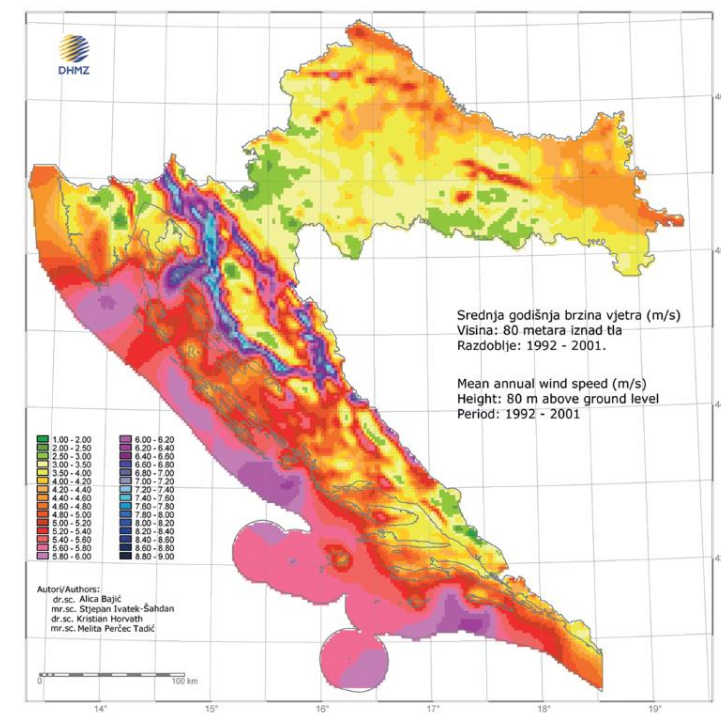 DHMZ
Srednja godišnja brzina vjetra (m/s)
Visina: 80 metara iznad tla
Razdoblje: 1992 - 2001.
Mean annual wind speed (m/s)
Height: 80 m above ground level
Period: 1992 - 2001
1.00 - 2.00
2.00 - 2.50
2.50 - 3.00
3.00 - 3.50
3.50 - 4.00
4.00 - 4.20
4.20 - 4.40
4.40 - 4.60
4.60 - 4.80
4.80 - 5.00
5.00 - 5.20
5.20 - 5.40
5.40 - 5.60
5.60 - 5.80
5.80 - 6.00
6.00 - 6.20
6.20 - 6.40
6.40 - 6.60
6.60 - 6.80
6.80 - 7.00
7.00 - 7.20
7.20 - 7.40
7.40 - 7.60
7.60 - 7.80
7.80 - 8.00
8.00 - 8.20
8.20 - 8.40
8.40 - 8.60
8.60 - 8.80
8.80 - 9.00
Autori/Authors:
dr.sc. Alica Bajić
mr.sc. Stjepan Ivatek-Šahdan
dr.sc. Kristian Horvath
mr.sc. Melita Perčec Tadić
0 100 km
14° 15° 16° 17° 18° 19°